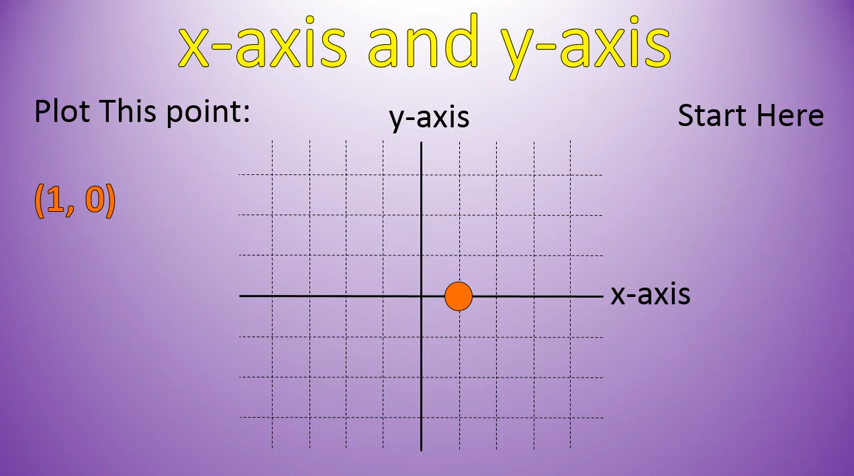 x-axis and y-axis
Plot This point:
y-axis
Start Here
(1, 0)
x-axis